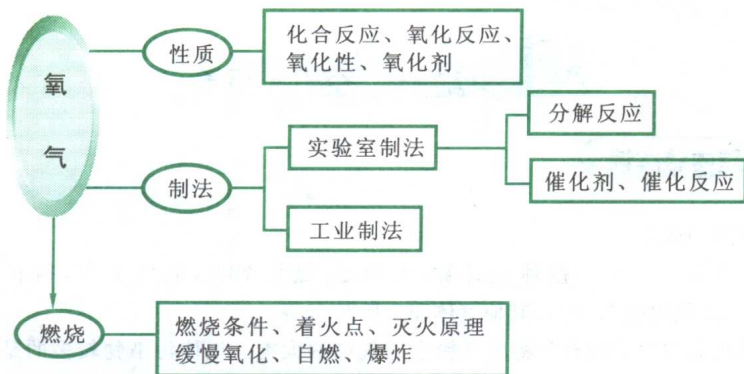 氧
气
性质
化合反应、氧化反应、
氧化性、氧化剂
制法
实验室制法
分解反应
催化剂、催化反应
工业制法
燃烧
燃烧条件、着火点、灭火原理
缓慢氧化、自燃、爆炸